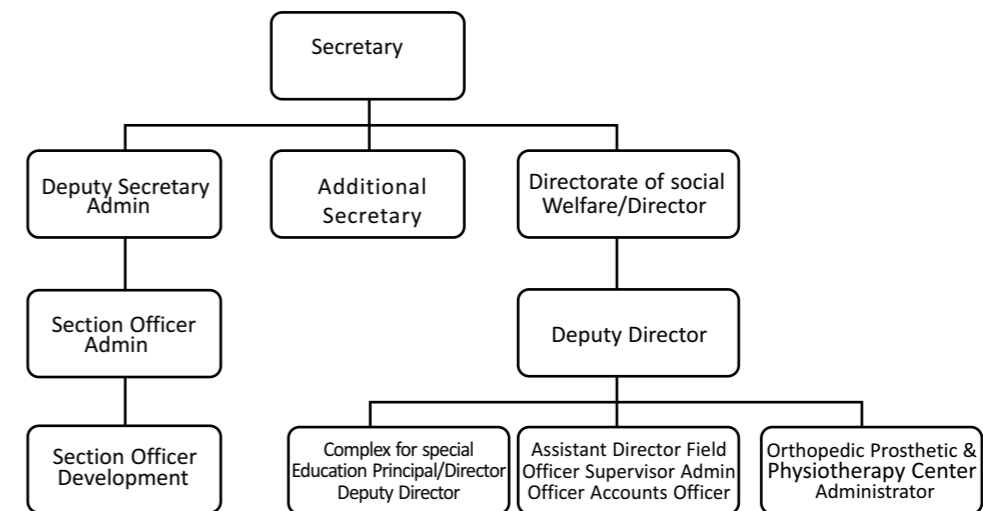 Secretary
Deputy Secretary
Admin
Additional
Secretary
Directorate of social
Welfare/Director
Section Officer
Admin
Deputy Director
Section Officer
Development
Complex for special
Education Principal/Director
Deputy Director
Assistant Director Field
Officer Supervisor Admin
Officer Accounts Officer
Orthopedic Prosthetic &
Physiotherapy Center
Administrator